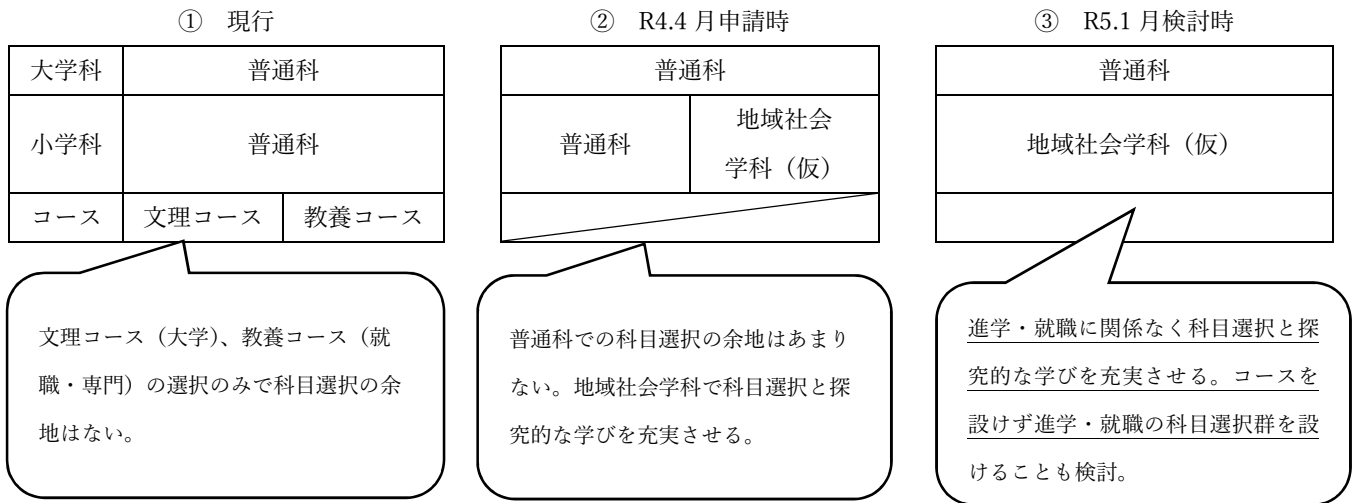 ① 現行
大学科 普通科
小学科 普通科
コース 文理コース 教養コース
文理コース（大学）、教養コース（就
職・専門）の選択のみで科目選択の余
地はない。
② R4.4 月申請時
普通科
普通科 地域社会
学科（仮）
普通科での科目選択の余地はあまり
ない。地域社会学科で科目選択と探
究的な学びを充実させる。
③ R5.1 月検討時
普通科
地域社会学科（仮）
進学・就職に関係なく科目選択と探
究的な学びを充実させる。コースを
設けず進学・就職の科目選択群を設
けることも検討。